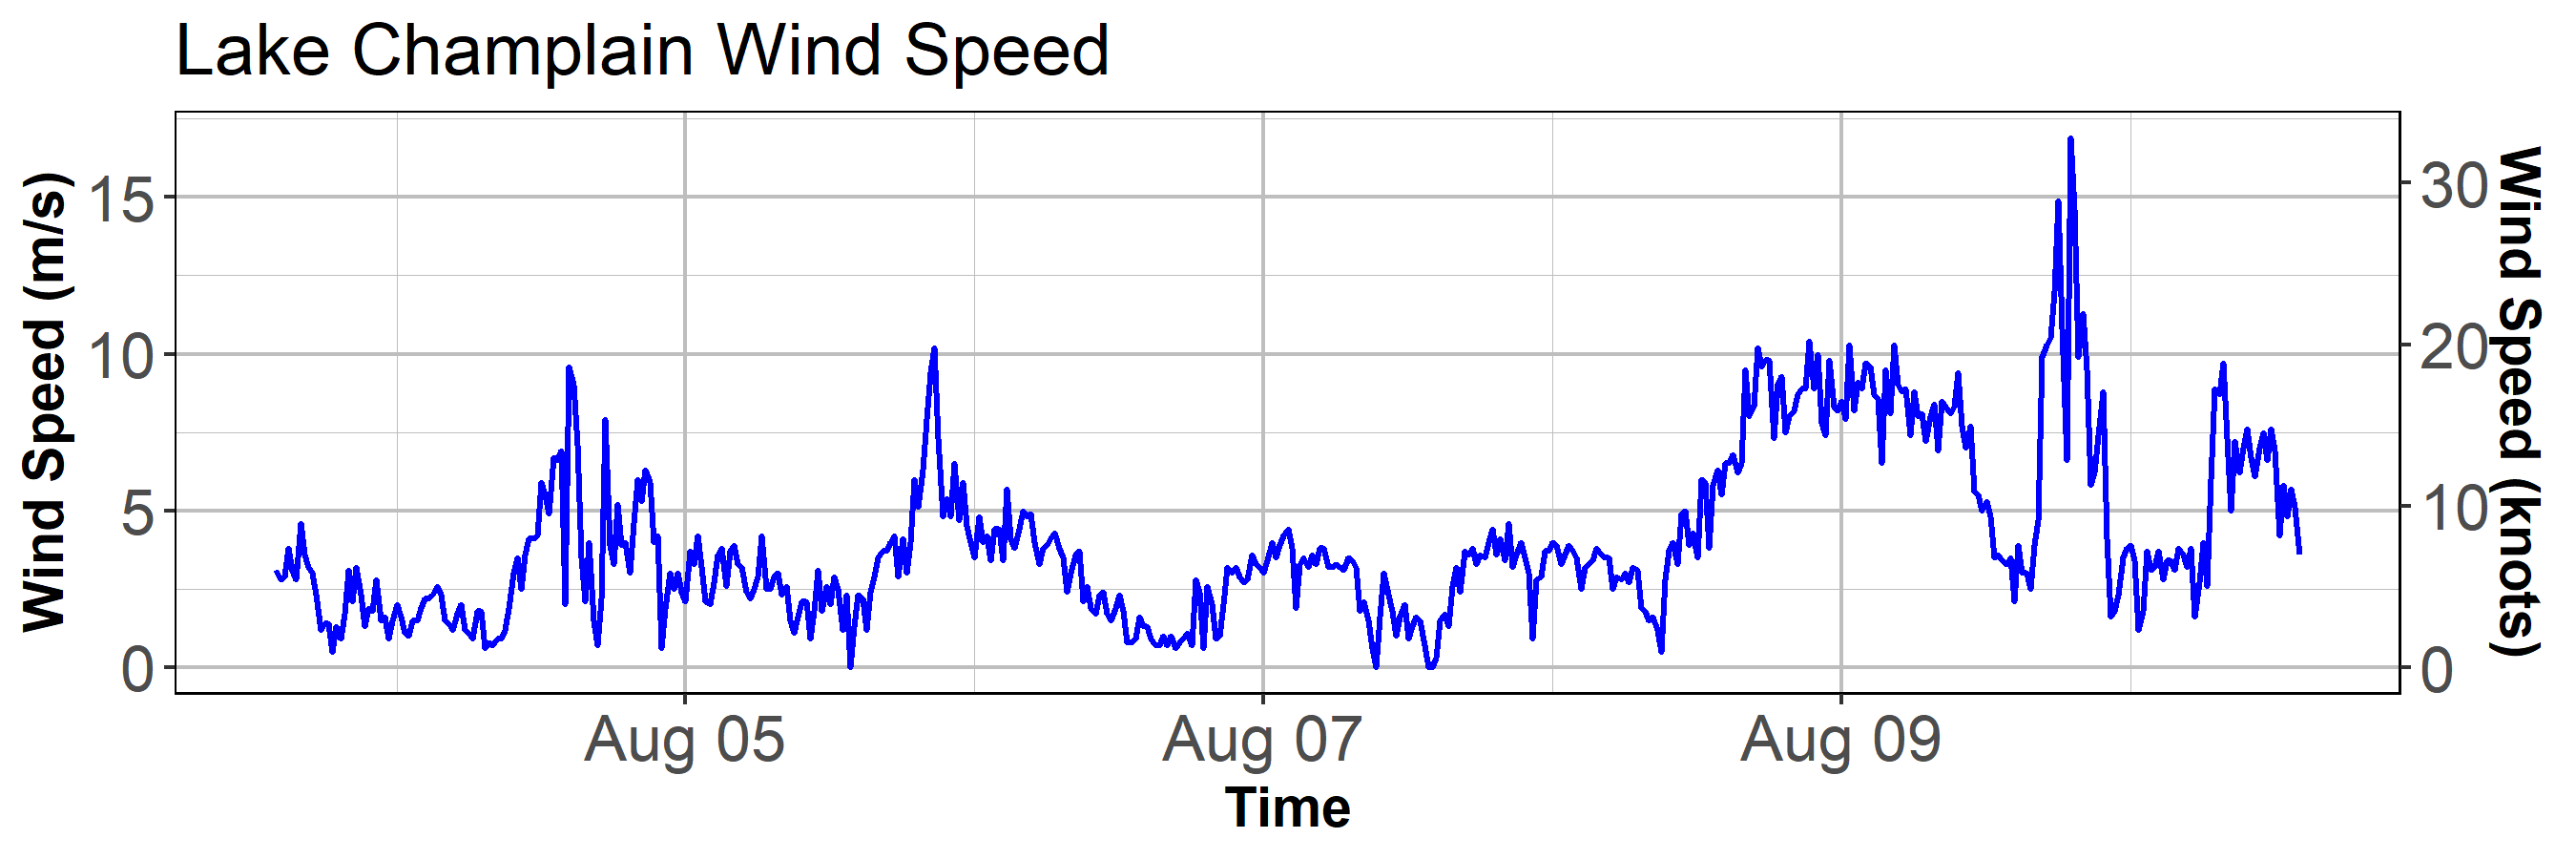 Lake Champlain Wind Speed
Wind Speed (m/s)
15
10
5
0
30
20
10
0
Wind Speed (knots)
Aug 05
Aug 07
Aug 09
Time